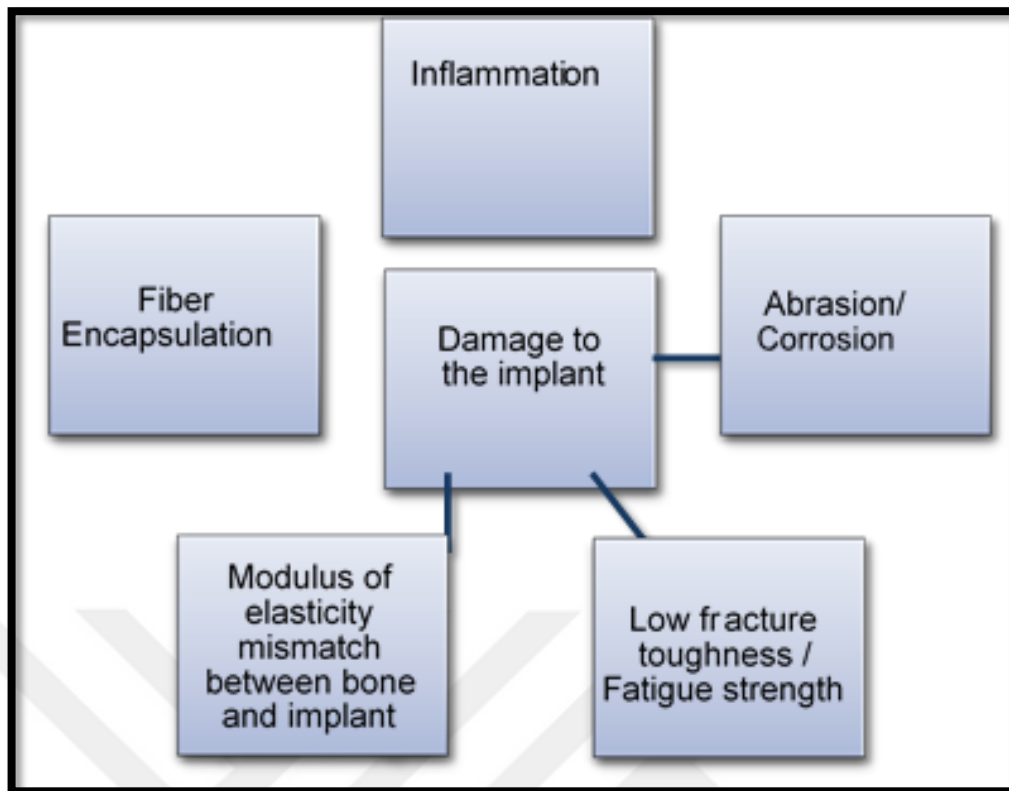 Inflammation
Fiber
Encapsulation
Damage to
the implant
Abrasion/
Corrosion
Modulus of
elasticity
mismatch
between bone
and implant
Low fracture
toughness /
Fatigue strength